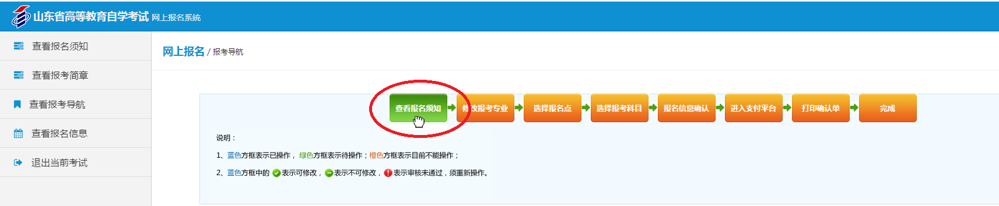 山东省高等教育自学考试 网上报名系统
查看报名须知
查看报考简章
查看报考导航
查看报名信息
退出当前考试
网上报名 / 报考导航
查看报名须知 修改报考专业 选择报名点 选择报考科目 报名信息确认 进入支付平台 打印确认单 完成
说明：
1、蓝色方框表示已操作，绿色方框表示待操作；橙色方框表示目前不能操作；
2、蓝色方框中的 表示可修改， 表示不可修改， 表示审核未通过，须重新操作。